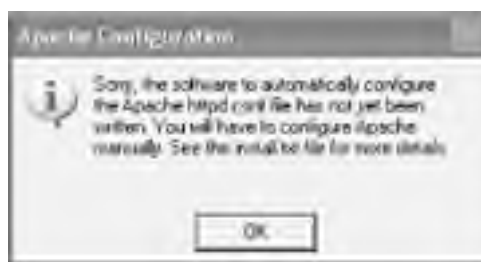 Apache Configuration
Sorry, the software to automatically configure
the Apache httpd conf file has not yet been
written. You will have to configure Apache
manually. See the install.txt file for more details
OK